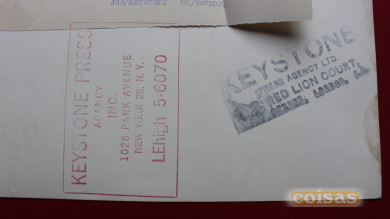 KEYSTONE PRESS
AGENCY
INC.
1026 PARK AVENUE
NEW YORK 28, N. Y.
LEhigh 5-6070
KEYSTONE
PRESS AGENCY LTD.
RED LION COURT
LONDON
coisas